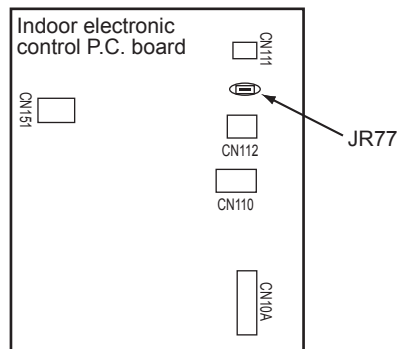 Indoor electronic
control P.C. board
CN111
CN151
JR77
CN112
CN110
CN10A